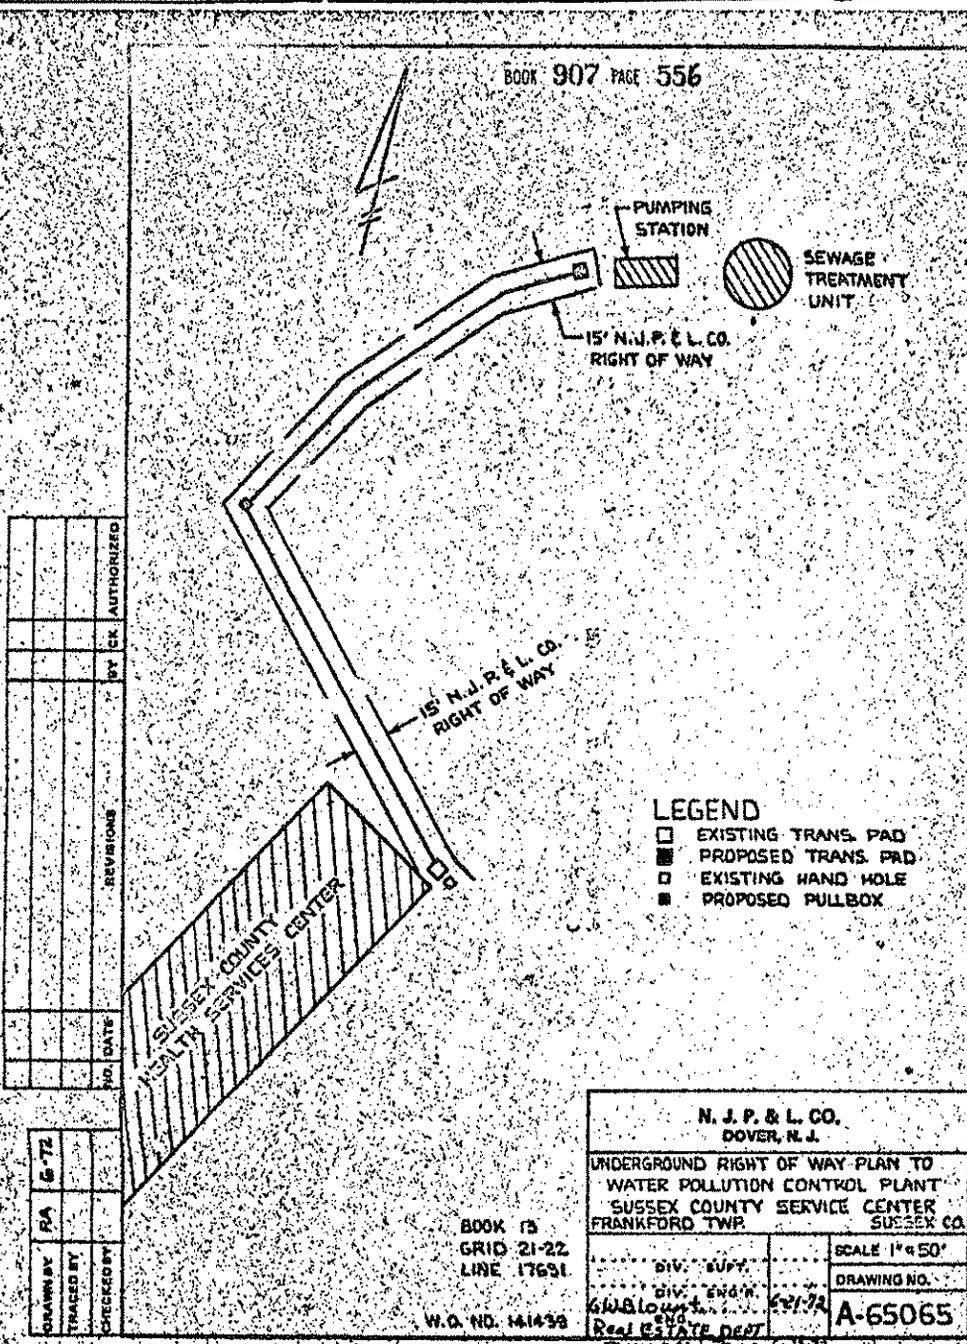 BOOK 907 PAGE 556
PUMPING
STATION
SEWAGE
TREATMENT
UNIT
15' N.J.P. & L. CO.
RIGHT OF WAY
15' N.J.P. & L. CO.
RIGHT OF WAY
LEGEND
EXISTING TRANS. PAD
PROPOSED TRANS. PAD
EXISTING HAND HOLE
PROPOSED PULLBOX
SUSSEX COUNTY
HEALTH SERVICES CENTER
NO. DATE REVISIONS BY CK AUTHORIZED
DRAWN BY RA 6-72
TRACED BY
CHECKED BY
BOOK 13
GRID 21-22
LINE 17651
W.O. NO. 141439
N. J. P. & L. CO.
DOVER, N. J.
UNDERGROUND RIGHT OF WAY PLAN TO
WATER POLLUTION CONTROL PLANT
SUSSEX COUNTY SERVICE CENTER
FRANKFORD TWP. SUSSEX CO.
DIV. SUPT.
DIV. ENG'R.
GWBlount
Real ESTATE DEPT
SCALE 1"=50'
DRAWING NO.
A-65065